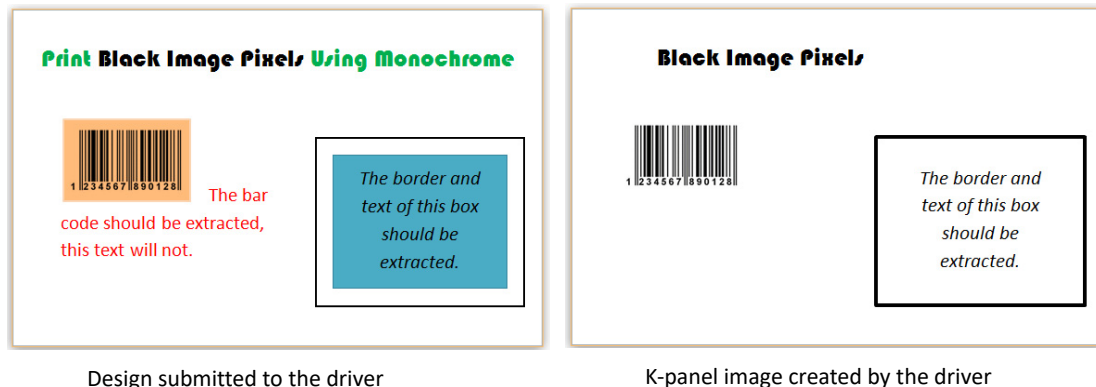 Print Black Image Pixels Using Monochrome
1 234567 890128
The bar
code should be extracted,
this text will not.
The border and
text of this box
should be
extracted.
Design submitted to the driver
Black Image Pixels
1 234567 890128
The border and
text of this box
should be
extracted.
K-panel image created by the driver